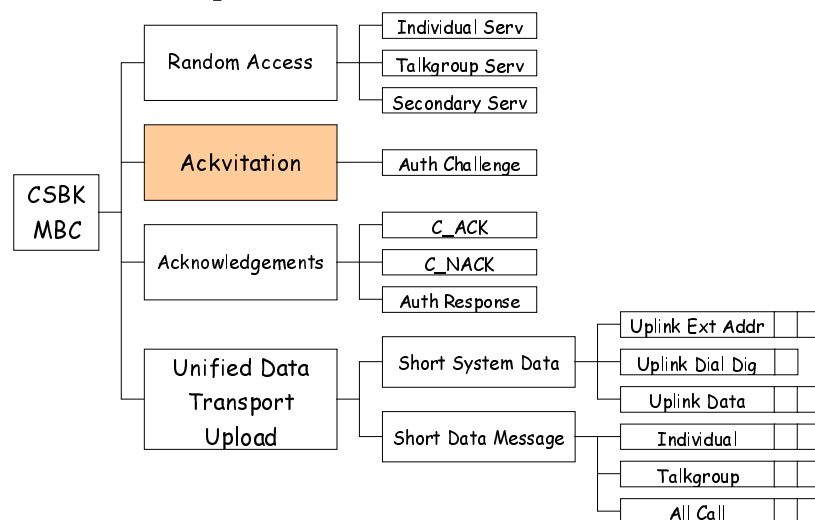 CSBK
MBC
Random Access
Individual Serv
Talkgroup Serv
Secondary Serv
Ackvitation
Auth Challenge
Acknowledgements
C_ACK
C_NACK
Auth Response
Unified Data
Transport
Upload
Short System Data
Uplink Ext Addr
Uplink Dial Dig
Uplink Data
Short Data Message
Individual
Talkgroup
All Call